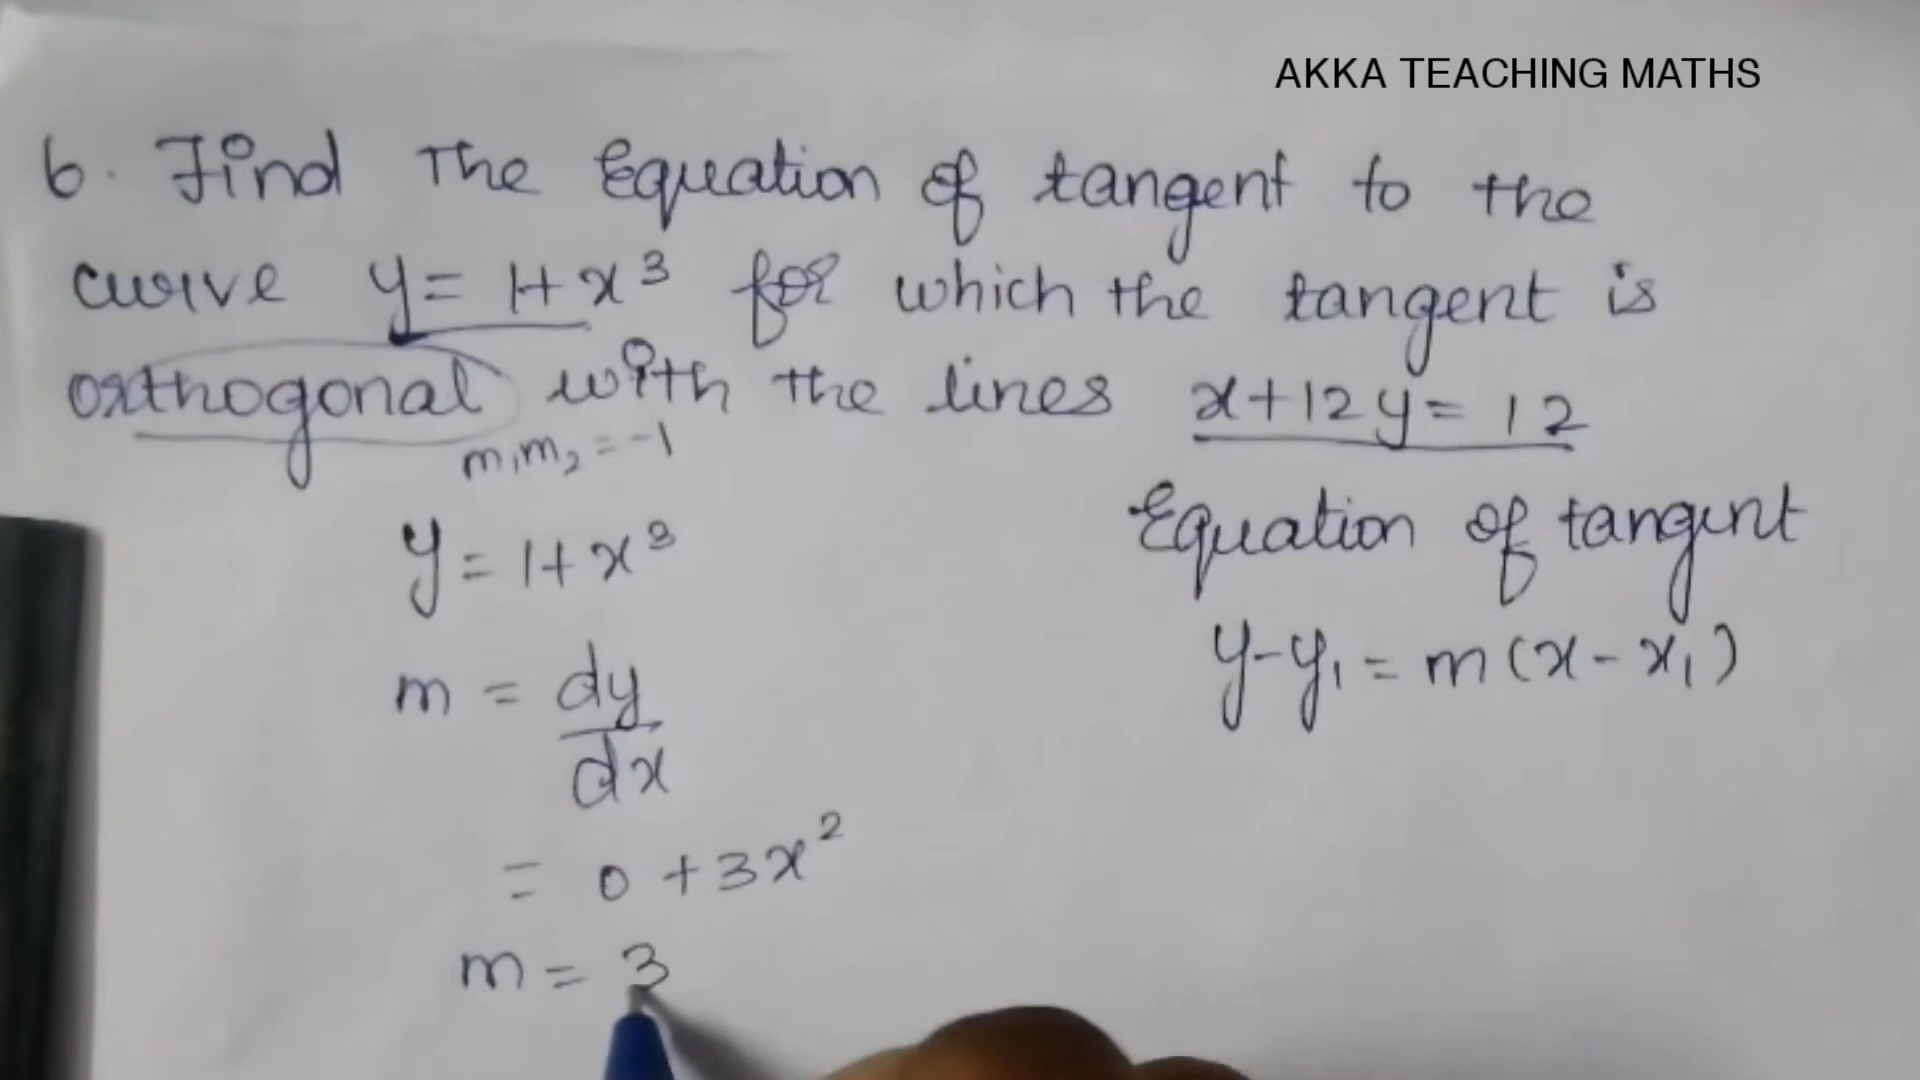 AKKA TEACHING MATHS
6. Find The Equation of tangent to the
curve y = 1+x³ for which the tangent is
orthogonal with the lines x+12y = 12
m₁m₂ = -1
y = 1+x³
m = dy/dx
= 0+3x²
m = 3
Equation of tangent
y-y₁ = m(x-x₁)